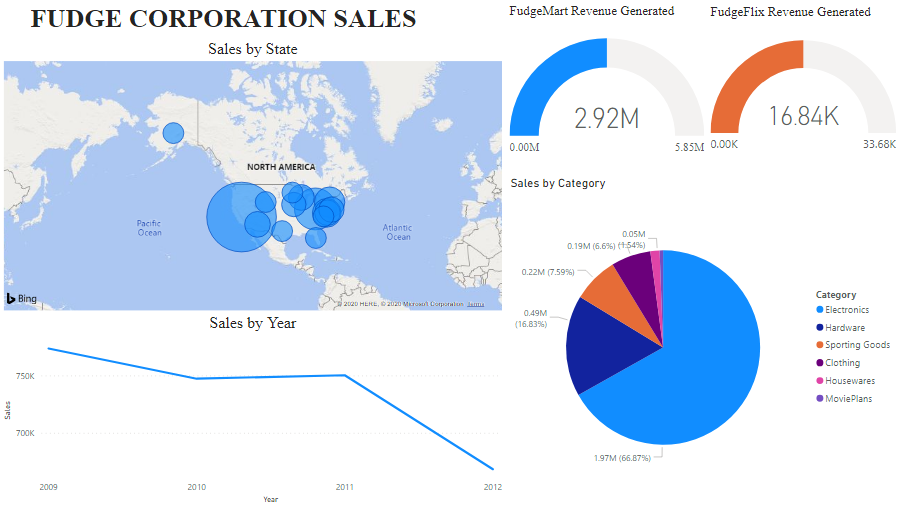 FUDGE CORPORATION SALES
Sales by State
NORTH AMERICA
Pacific
Ocean
Atlantic
Ocean
Bing
© 2020 HERE, © 2020 Microsoft Corporation Terms
Sales by Year
750K
700K
Sales
2009
2010
2011
2012
Year
FudgeMart Revenue Generated
2.92M
0.00M
5.85M
FudgeFlix Revenue Generated
16.84K
0.00K
33.68K
Sales by Category
0.05M
(1.54%)
0.19M (6.6%)
0.22M (7.59%)
0.49M
(16.83%)
1.97M (66.87%)
Category
Electronics
Hardware
Sporting Goods
Clothing
Housewares
MoviePlans